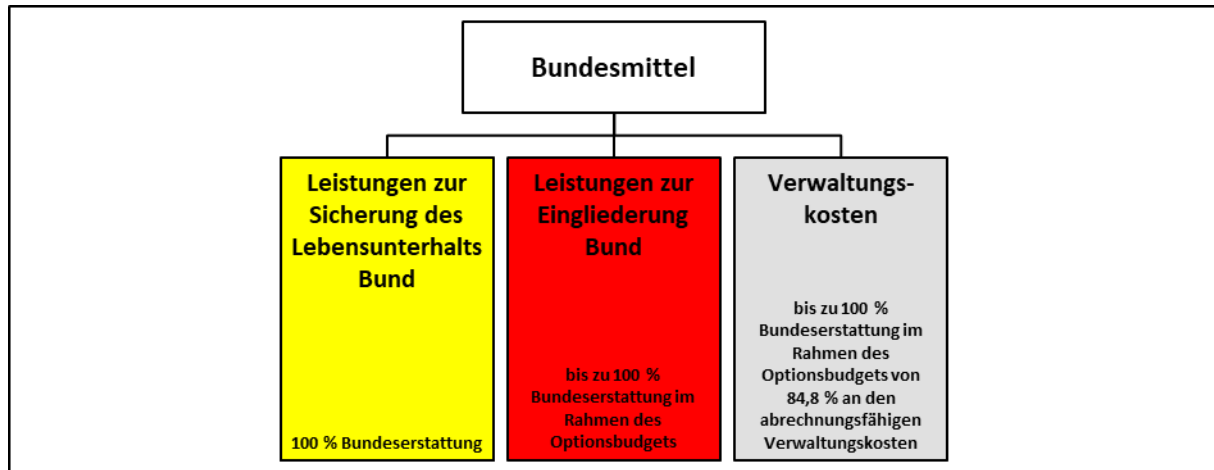 Bundesmittel
Leistungen zur
Sicherung des
Lebensunterhalts
Bund
100 % Bundeserstattung
Leistungen zur
Eingliederung
Bund
bis zu 100 %
Bundeserstattung im
Rahmen des
Optionsbudgets
Verwaltungs-
kosten
bis zu 100 %
Bundeserstattung im
Rahmen des
Optionsbudgets von
84,8 % an den
abrechnungsfähigen
Verwaltungskosten